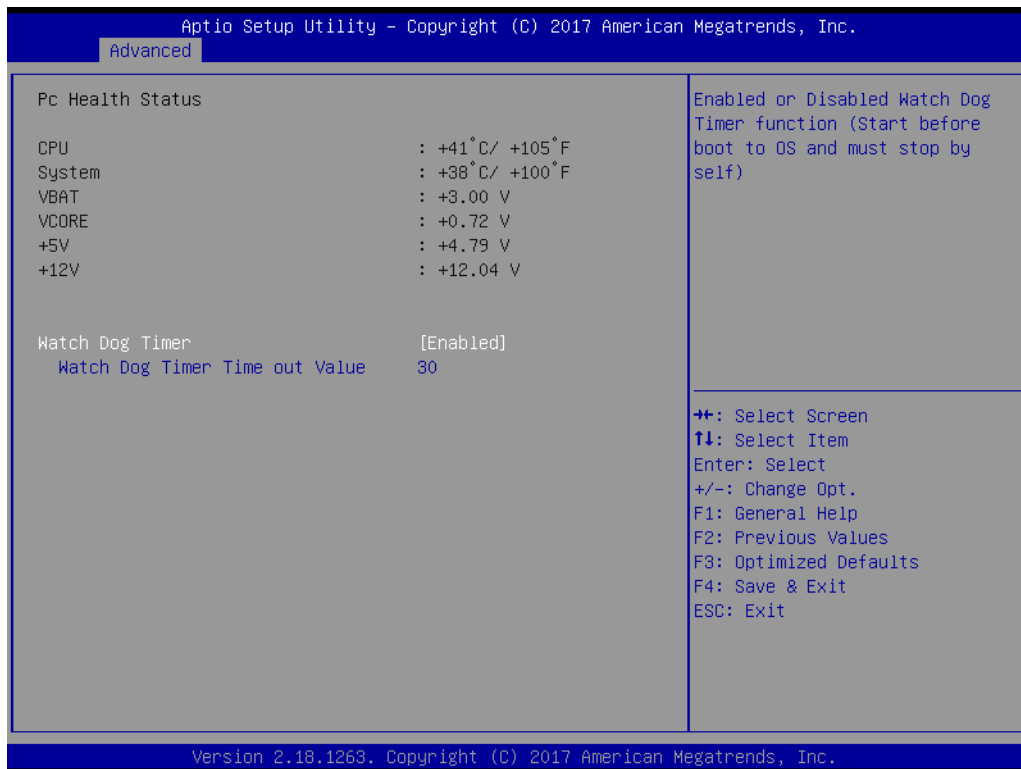 Aptio Setup Utility – Copyright (C) 2017 American Megatrends, Inc.
Advanced
Pc Health Status
CPU : +41°C/ +105°F
System : +38°C/ +100°F
VBAT : +3.00 V
VCORE : +0.72 V
+5V : +4.79 V
+12V : +12.04 V
Watch Dog Timer [Enabled]
Watch Dog Timer Time out Value 30
Enabled or Disabled Watch Dog
Timer function (Start before
boot to OS and must stop by
self)
→←: Select Screen
↑↓: Select Item
Enter: Select
+/-: Change Opt.
F1: General Help
F2: Previous Values
F3: Optimized Defaults
F4: Save & Exit
ESC: Exit
Version 2.18.1263. Copyright (C) 2017 American Megatrends, Inc.